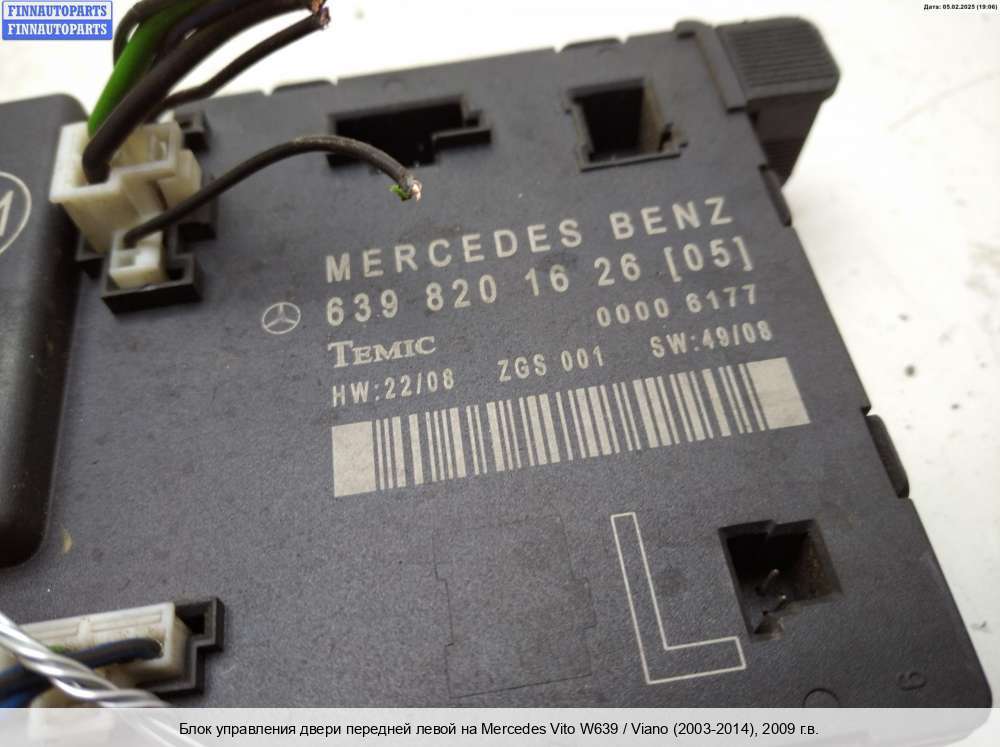 FINNAUTOPARTS
FINNAUTOPARTS
Дата: 05.02.2025 (19:06)
MERCEDES BENZ
639 820 16 26 [05]
0000 6177
TEMIC
HW:22/08 ZGS 001 SW:49/08
L
6
Блок управления двери передней левой на Mercedes Vito W639 / Viano (2003-2014), 2009 г.в.